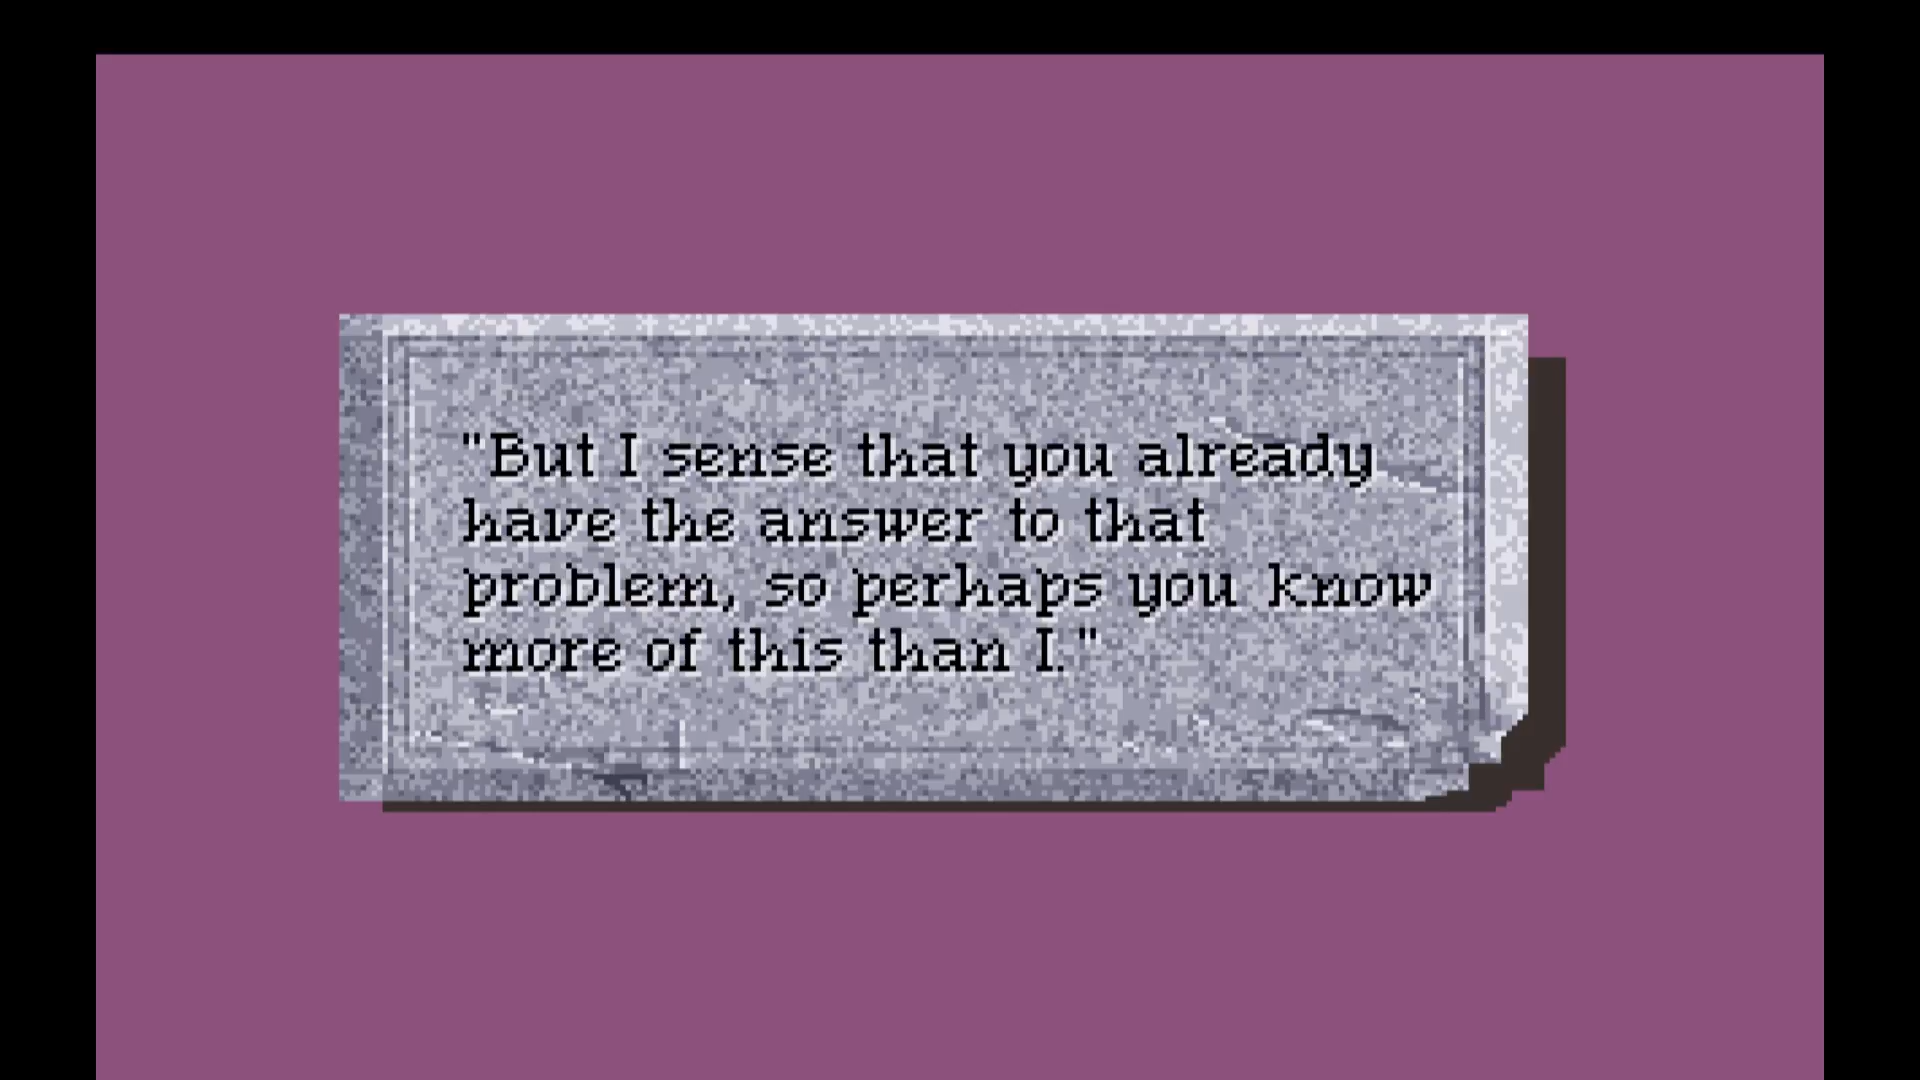 "But I sense that you already
have the answer to that
problem, so perhaps you know
more of this than I."